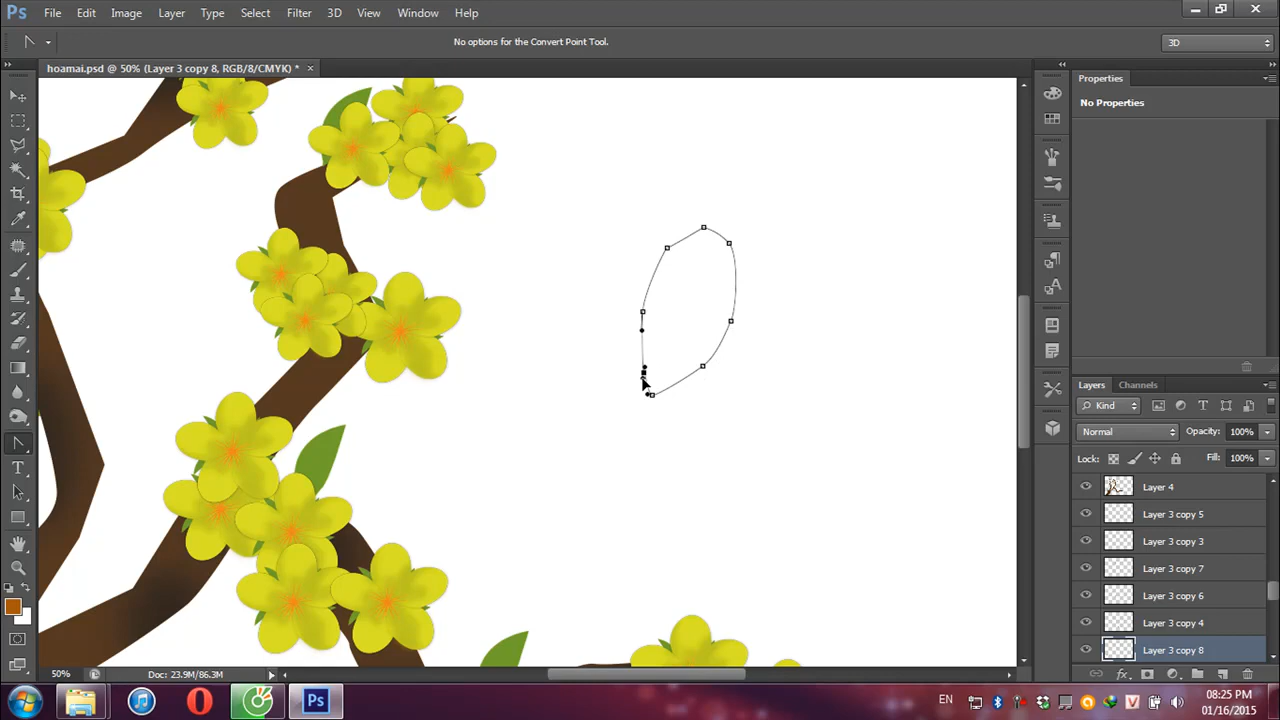 Ps File Edit Image Layer Type Select Filter 3D View Window Help
No options for the Convert Point Tool.
3D
hoamai.psd @ 50% (Layer 3 copy 8, RGB/8/CMYK) *
Properties
No Properties
Layers Channels
Kind
Normal Opacity: 100%
Lock: Fill: 100%
Layer 4
Layer 3 copy 5
Layer 3 copy 3
Layer 3 copy 7
Layer 3 copy 6
Layer 3 copy 4
Layer 3 copy 8
50% Doc: 23.9M/86.3M
Ps
EN
08:25 PM
01/16/2015